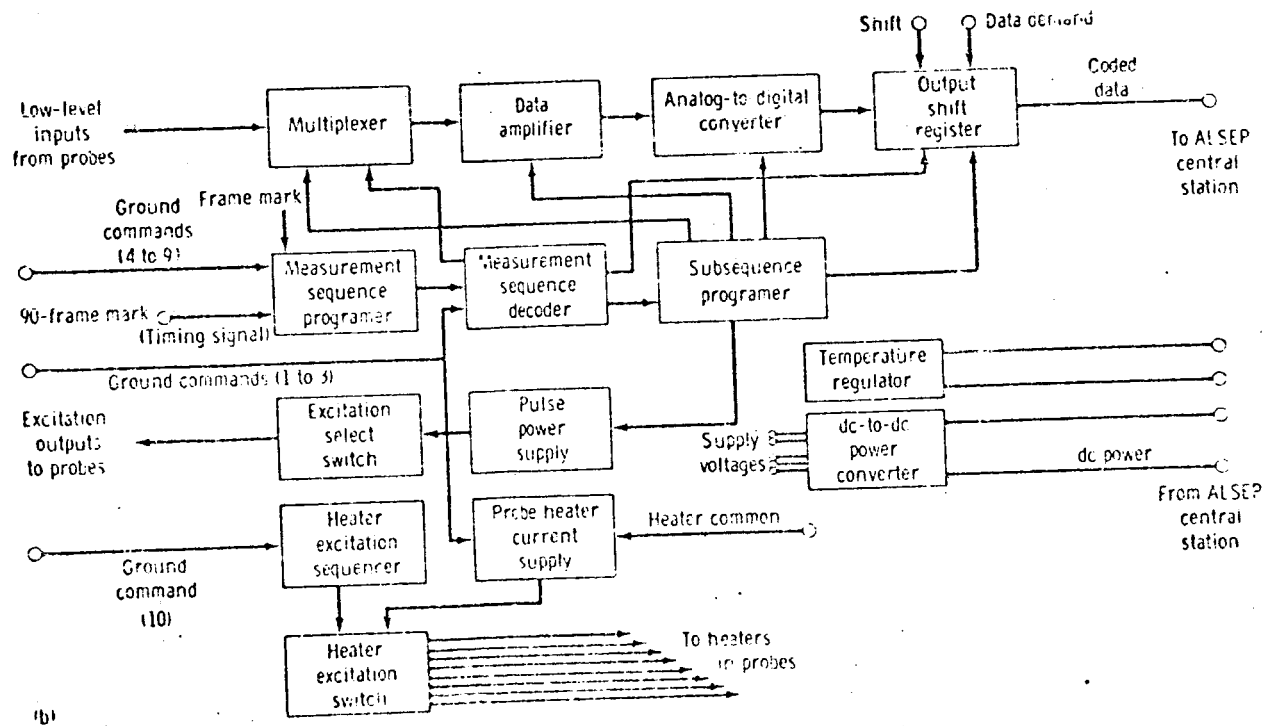 Shift
Data demand
Low-level
inputs
from probes
Multiplexer
Data
amplifier
Analog-to digital
converter
Output
shift
register
Coded
data
To ALSEP
central
station
Frame mark
Ground
commands
(4 to 9)
Measurement
sequence
programer
Measurement
sequence
decoder
Subsequence
programer
90-frame mark
(Timing signal)
Ground commands (1 to 3)
Temperature
regulator
Excitation
outputs
to probes
Excitation
select
switch
Pulse
power
supply
Supply
voltages
dc-to-dc
power
converter
dc power
From ALSEP
central
station
Heater
excitation
sequencer
Probe heater
current
supply
Heater common
Ground
command
(10)
Heater
excitation
switch
To heaters
in probes
(b)